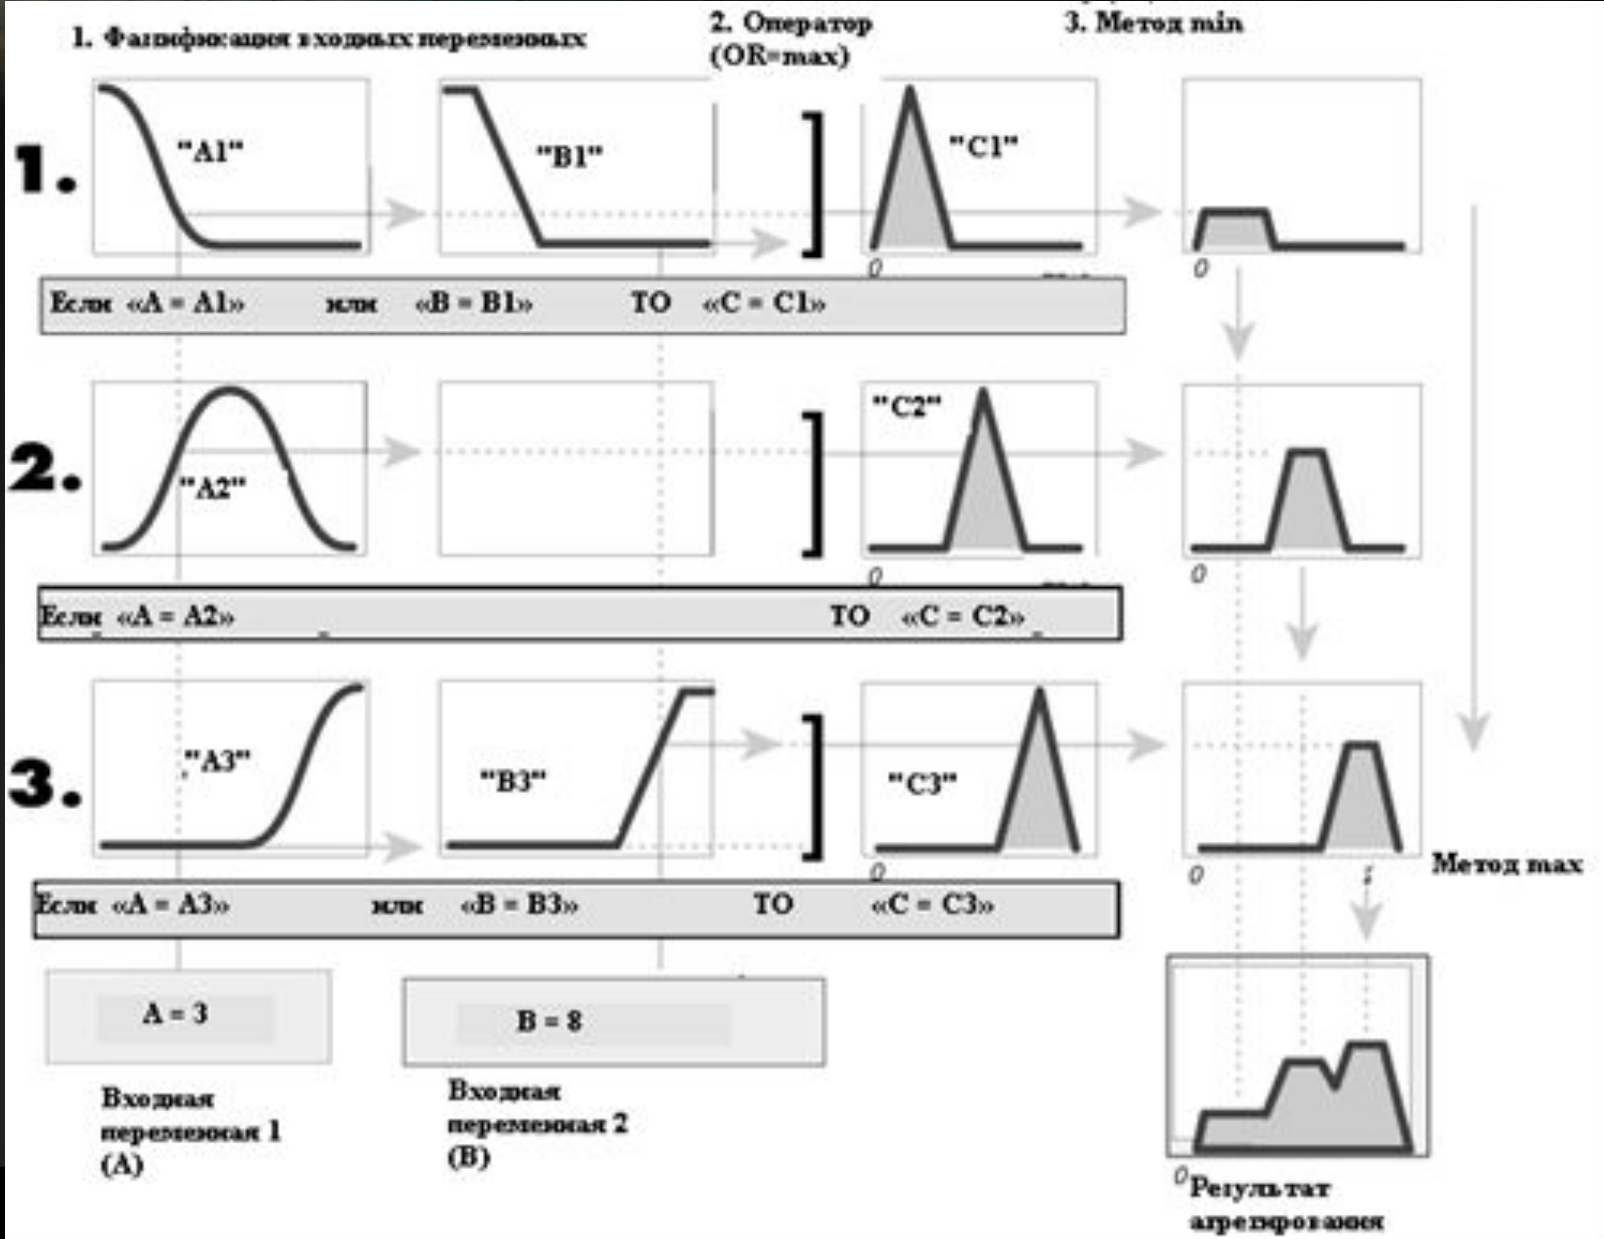 1. Фаззификация входных переменных
2. Оператор
(OR=max)
3. Метод min
1.
"A1"
"B1"
"C1"
0
0
Если «A = A1» или «B = B1» ТО «C = C1»
2.
"A2"
"C2"
0
0
Если «A = A2» ТО «C = C2»
3.
"A3"
"B3"
"C3"
0
0
Метод max
Если «A = A3» или «B = B3» ТО «C = C3»
A = 3
B = 8
Входная
переменная 1
(A)
Входная
переменная 2
(B)
0
Результат
агрегирования